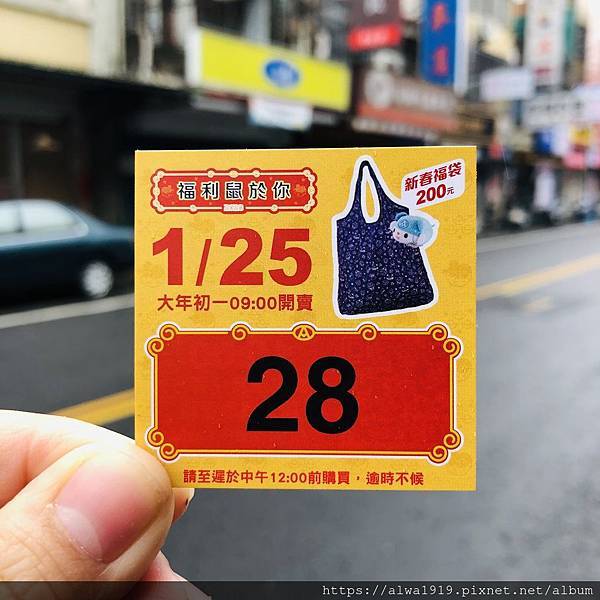 福利鼠於你
新春福袋
200元
1/25
大年初一09:00開賣
28
請至遲於中午12:00前購買，逾時不候
https://alwa1919.pixnet.net/album